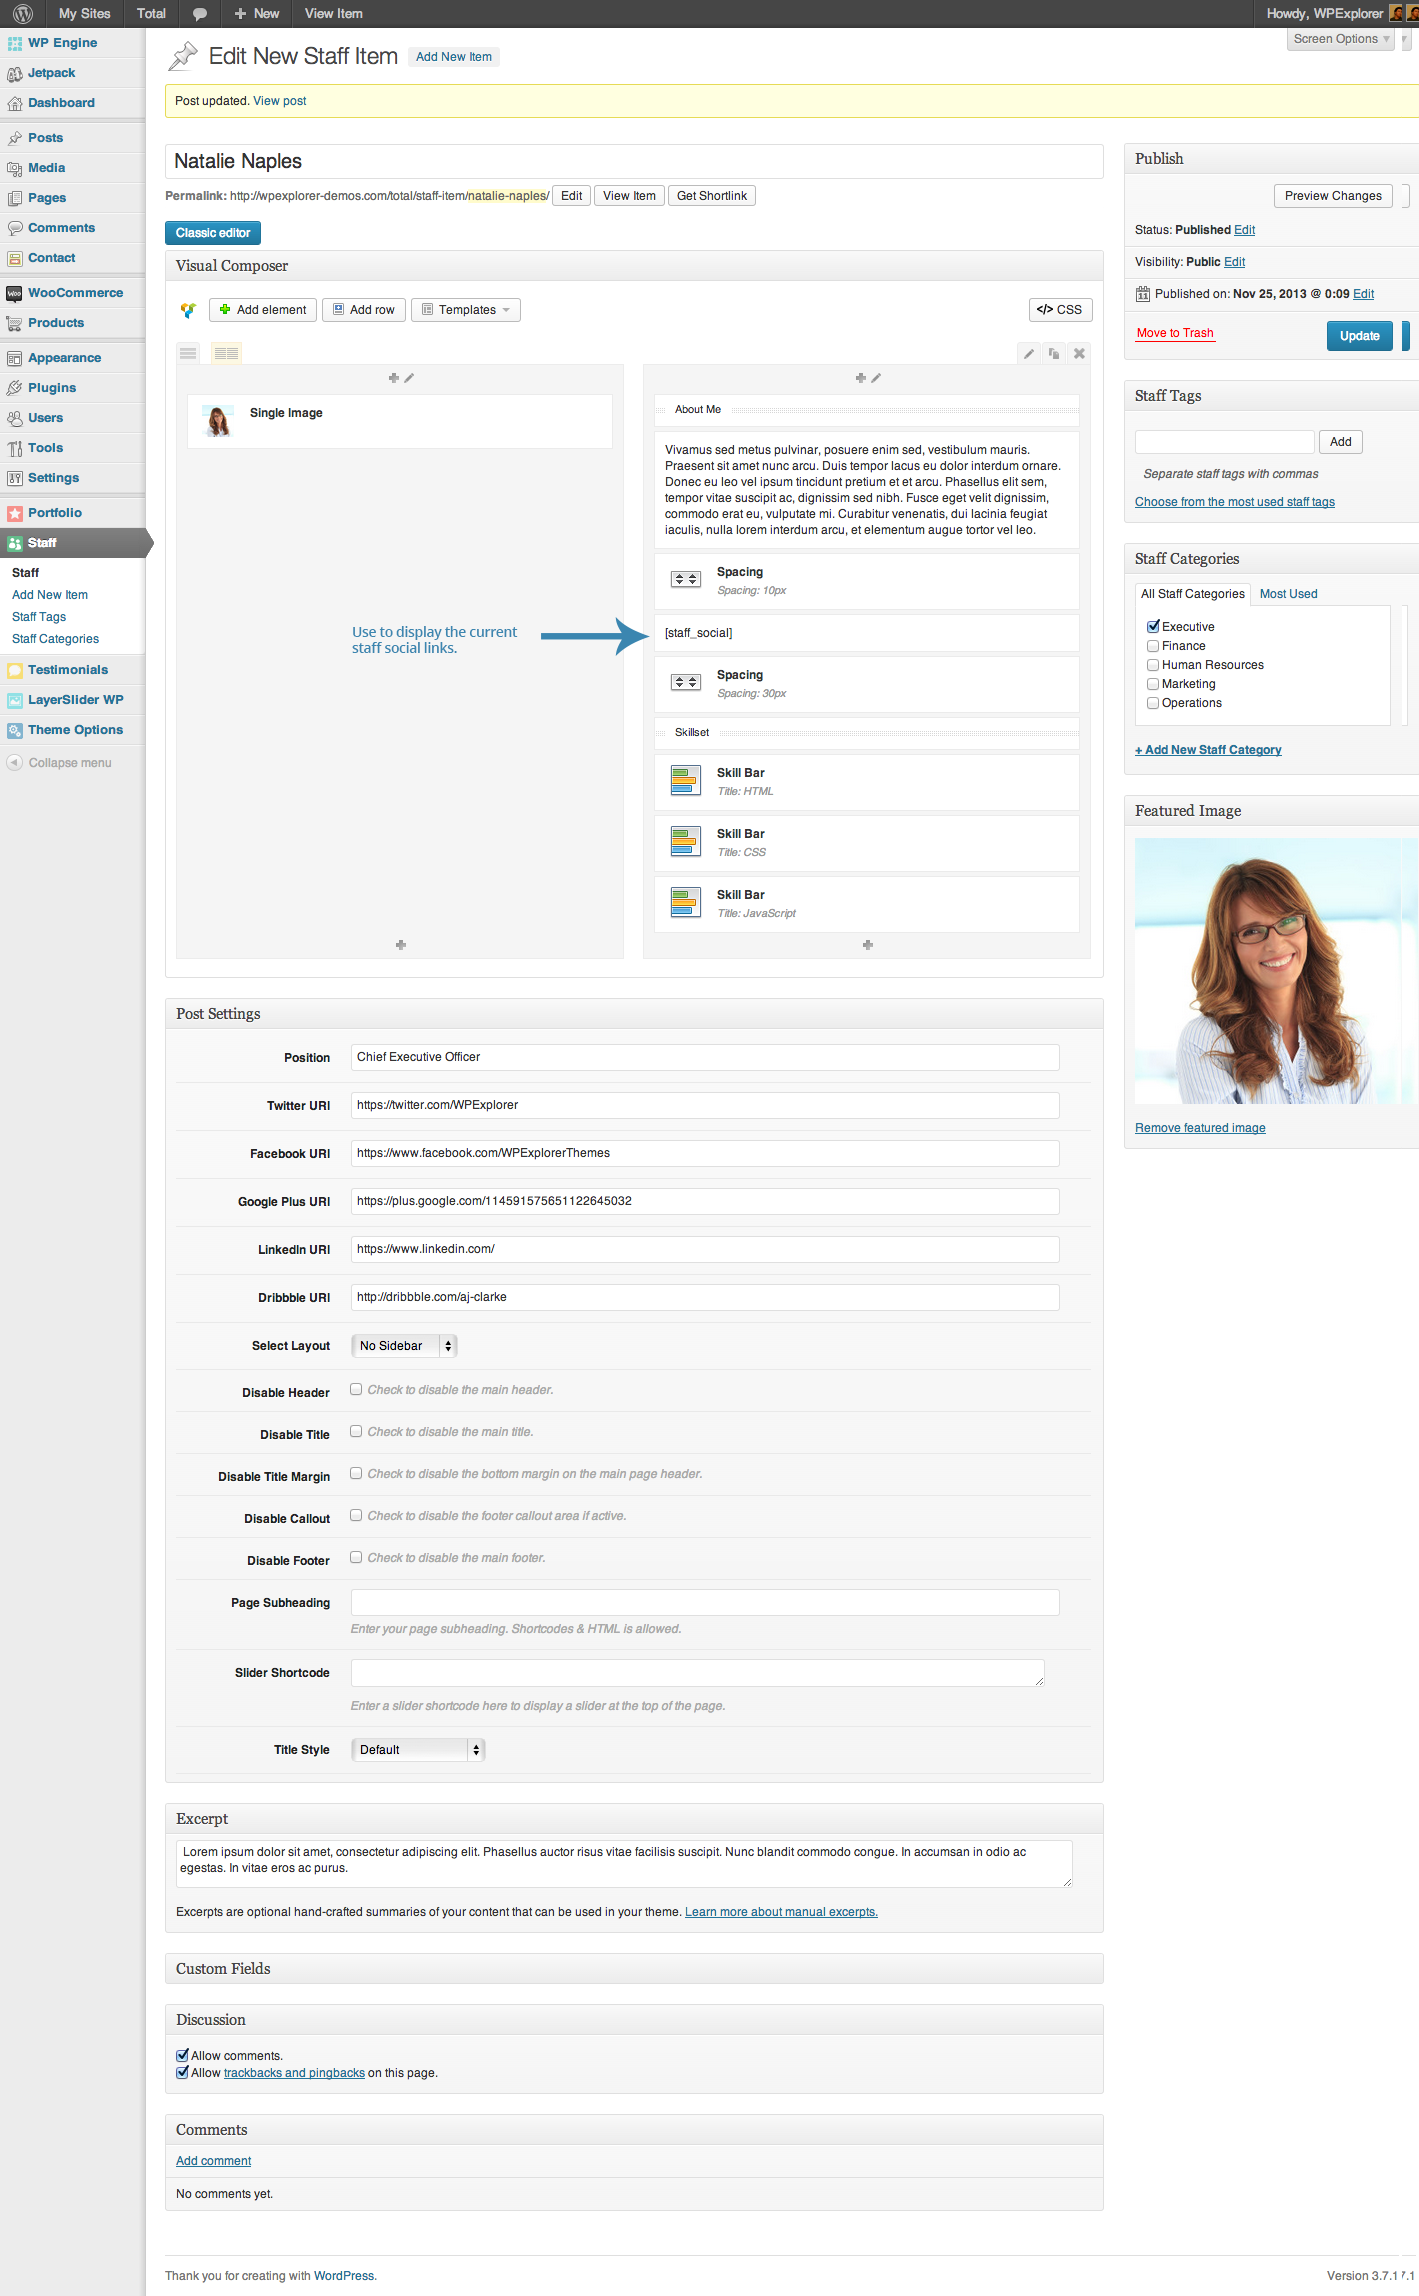 My Sites
Total
New
View Item
Howdy, WPExplorer
WP Engine
Jetpack
Dashboard
Posts
Media
Pages
Comments
Contact
WooCommerce
Products
Appearance
Plugins
Users
Tools
Settings
Portfolio
Staff
Staff
Add New Item
Staff Tags
Staff Categories
Testimonials
LayerSlider WP
Theme Options
Collapse menu
Screen Options
Edit New Staff Item
Add New Item
Post updated. View post
Natalie Naples
Permalink: http://wpexplorer-demos.com/total/staff-item/natalie-naples/ Edit View Item Get Shortlink
Classic editor
Visual Composer
Add element
Add row
Templates
</> CSS
Single Image
About Me
Vivamus sed metus pulvinar, posuere enim sed, vestibulum mauris.
Praesent sit amet nunc arcu. Duis tempor lacus eu dolor interdum ornare.
Donec eu leo vel ipsum tincidunt pretium et et arcu. Phasellus elit sem,
tempor vitae suscipit ac, dignissim sed nibh. Fusce eget velit dignissim,
commodo erat eu, vulputate mi. Curabitur venenatis, dui lacinia feugiat
iaculis, nulla lorem interdum arcu, et elementum augue tortor vel leo.
Spacing
Spacing: 10px
Use to display the current
staff social links.
[staff_social]
Spacing
Spacing: 30px
Skillset
Skill Bar
Title: HTML
Skill Bar
Title: CSS
Skill Bar
Title: JavaScript
Post Settings
Position
Chief Executive Officer
Twitter URI
https://twitter.com/WPExplorer
Facebook URI
https://www.facebook.com/WPExplorerThemes
Google Plus URI
https://plus.google.com/114591575651122645032
LinkedIn URI
https://www.linkedin.com/
Dribbble URI
http://dribbble.com/aj-clarke
Select Layout
No Sidebar
Disable Header
Check to disable the main header.
Disable Title
Check to disable the main title.
Disable Title Margin
Check to disable the bottom margin on the main page header.
Disable Callout
Check to disable the footer callout area if active.
Disable Footer
Check to disable the main footer.
Page Subheading
Enter your page subheading. Shortcodes & HTML is allowed.
Slider Shortcode
Enter a slider shortcode here to display a slider at the top of the page.
Title Style
Default
Excerpt
Lorem ipsum dolor sit amet, consectetur adipiscing elit. Phasellus auctor risus vitae facilisis suscipit. Nunc blandit commodo congue. In accumsan in odio ac
egestas. In vitae eros ac purus.
Excerpts are optional hand-crafted summaries of your content that can be used in your theme. Learn more about manual excerpts.
Custom Fields
Discussion
Allow comments.
Allow trackbacks and pingbacks on this page.
Comments
Add comment
No comments yet.
Publish
Preview Changes
Status: Published Edit
Visibility: Public Edit
Published on: Nov 25, 2013 @ 0:09 Edit
Move to Trash
Update
Staff Tags
Add
Separate staff tags with commas
Choose from the most used staff tags
Staff Categories
All Staff Categories
Most Used
Executive
Finance
Human Resources
Marketing
Operations
+ Add New Staff Category
Featured Image
Remove featured image
Thank you for creating with WordPress.
Version 3.7.1 7.1